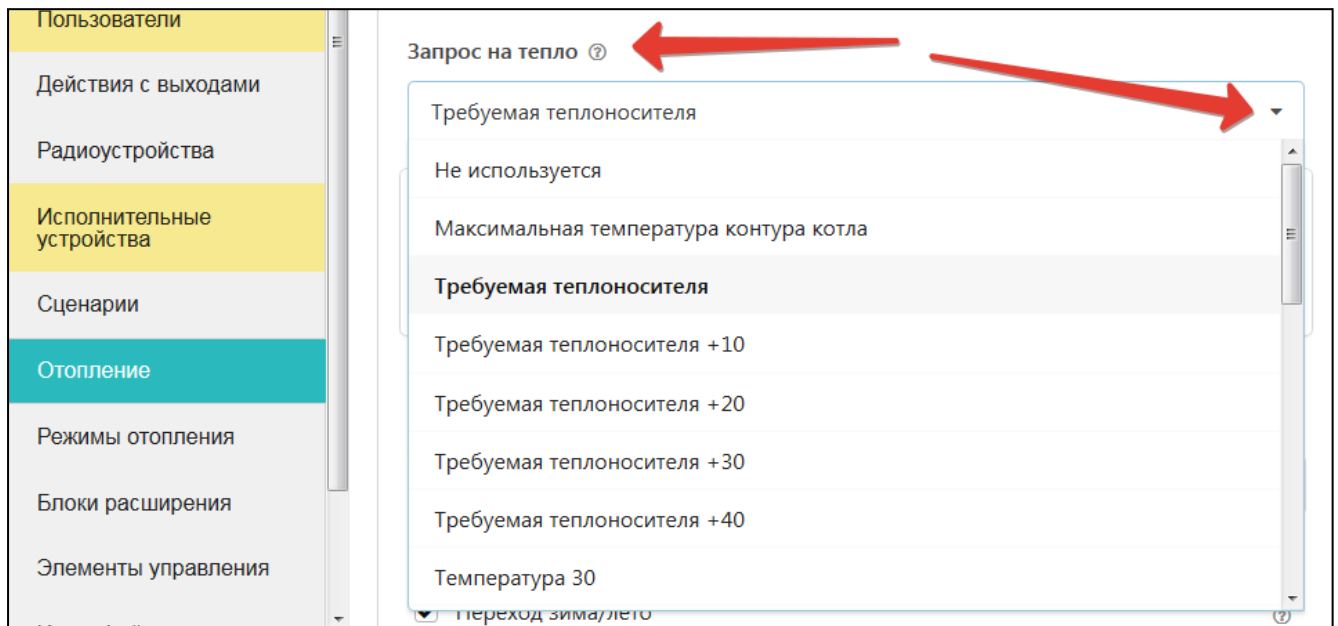 Пользователи
Действия с выходами
Радиоустройства
Исполнительные
устройства
Сценарии
Отопление
Режимы отопления
Блоки расширения
Элементы управления
Запрос на тепло
Требуемая теплоносителя
Не используется
Максимальная температура контура котла
Требуемая теплоносителя
Требуемая теплоносителя +10
Требуемая теплоносителя +20
Требуемая теплоносителя +30
Требуемая теплоносителя +40
Температура 30
Переход зима/лето